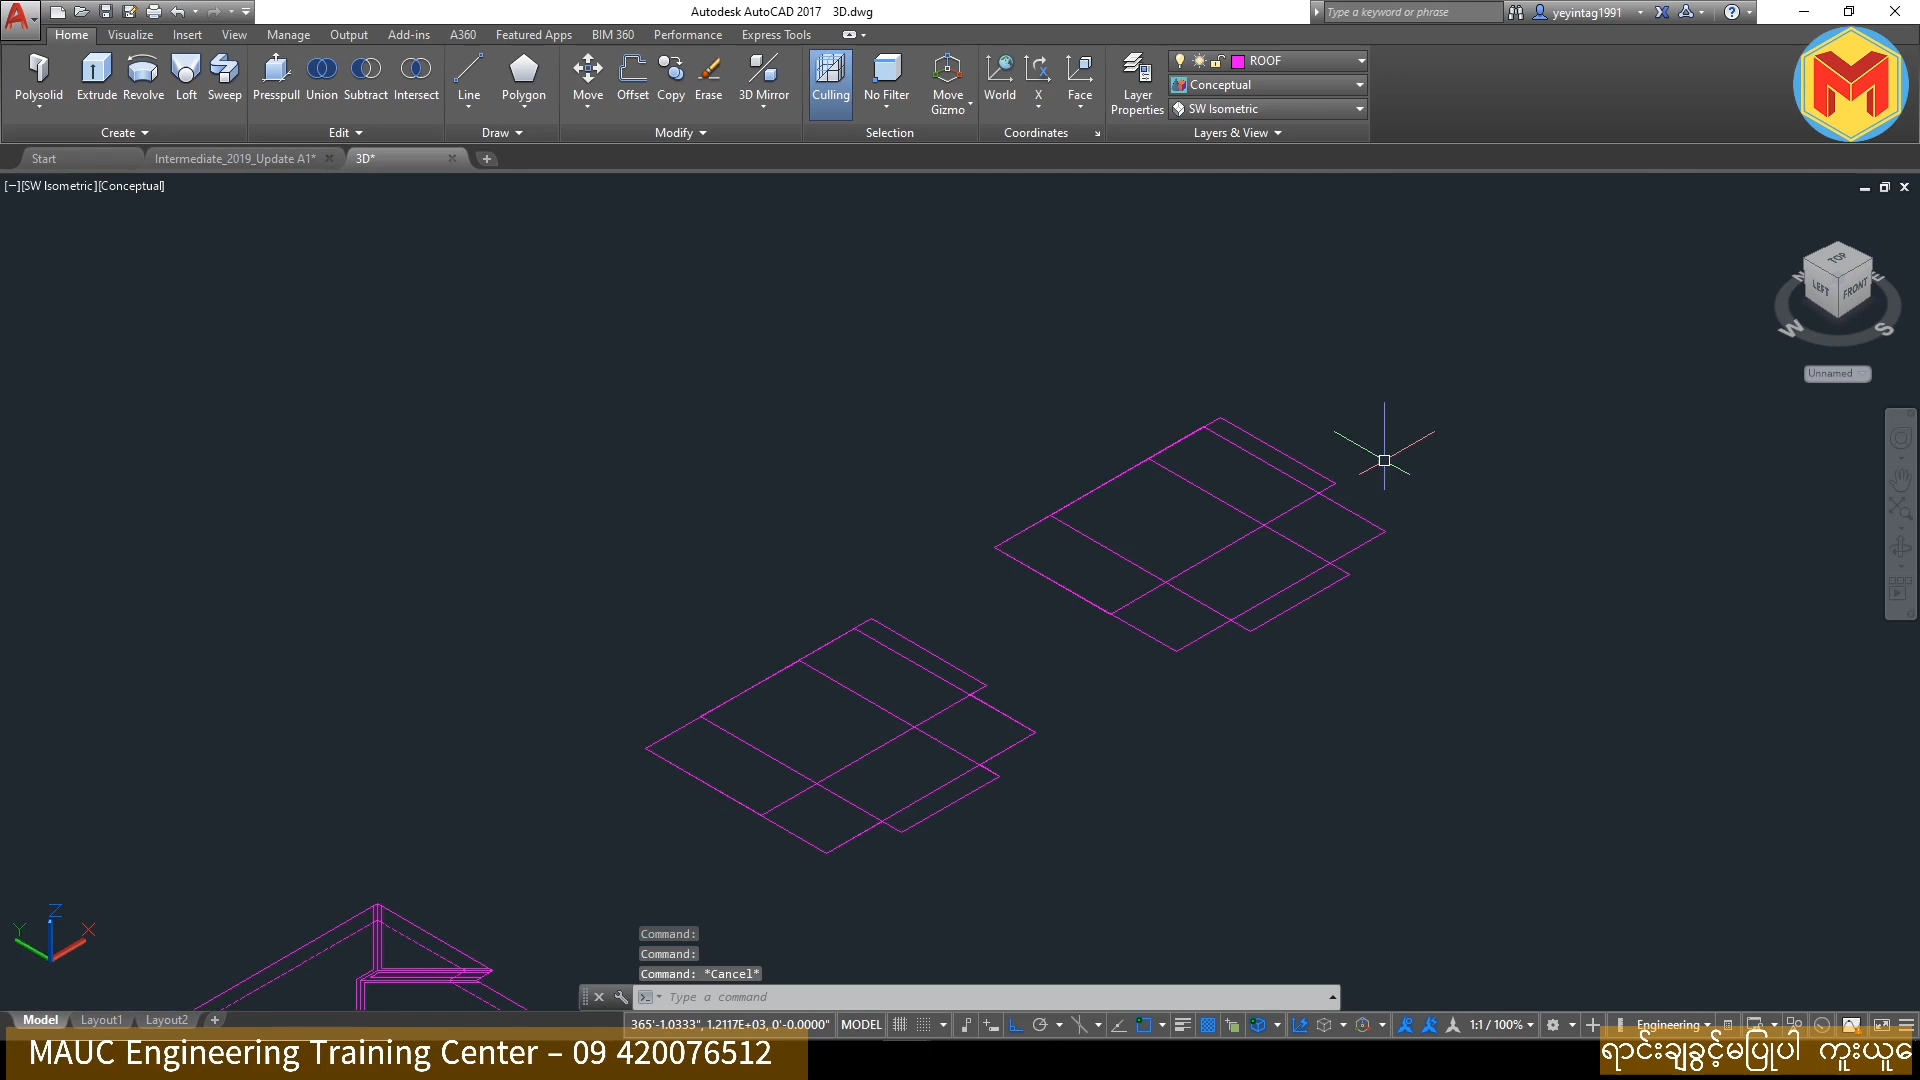 Autodesk AutoCAD 2017 3D.dwg
Type a keyword or phrase
yeyintag1991
Home Visualize Insert View Manage Output Add-ins A360 Featured Apps BIM 360 Performance Express Tools
Polysolid Extrude Revolve Loft Sweep Presspull Union Subtract Intersect Line Polygon Move Offset Copy Erase 3D Mirror Culling No Filter Move Gizmo World X Face Layer Properties
ROOF
Conceptual
SW Isometric
Create Edit Draw Modify Selection Coordinates Layers & View
Start Intermediate_2019_Update A1* 3D*
[−][SW Isometric][Conceptual]
TOP
LEFT FRONT
N E
W S
Unnamed
Z
Y X
Command:
Command:
Command: *Cancel*
Type a command
Model Layout1 Layout2
365'-1.0333", 1.2117E+03, 0'-0.0000" MODEL 1:1 / 100% Engineering
MAUC Engineering Training Center – 09 420076512
ရာင်းချခွင့်မပြုပါ ကူးယူ